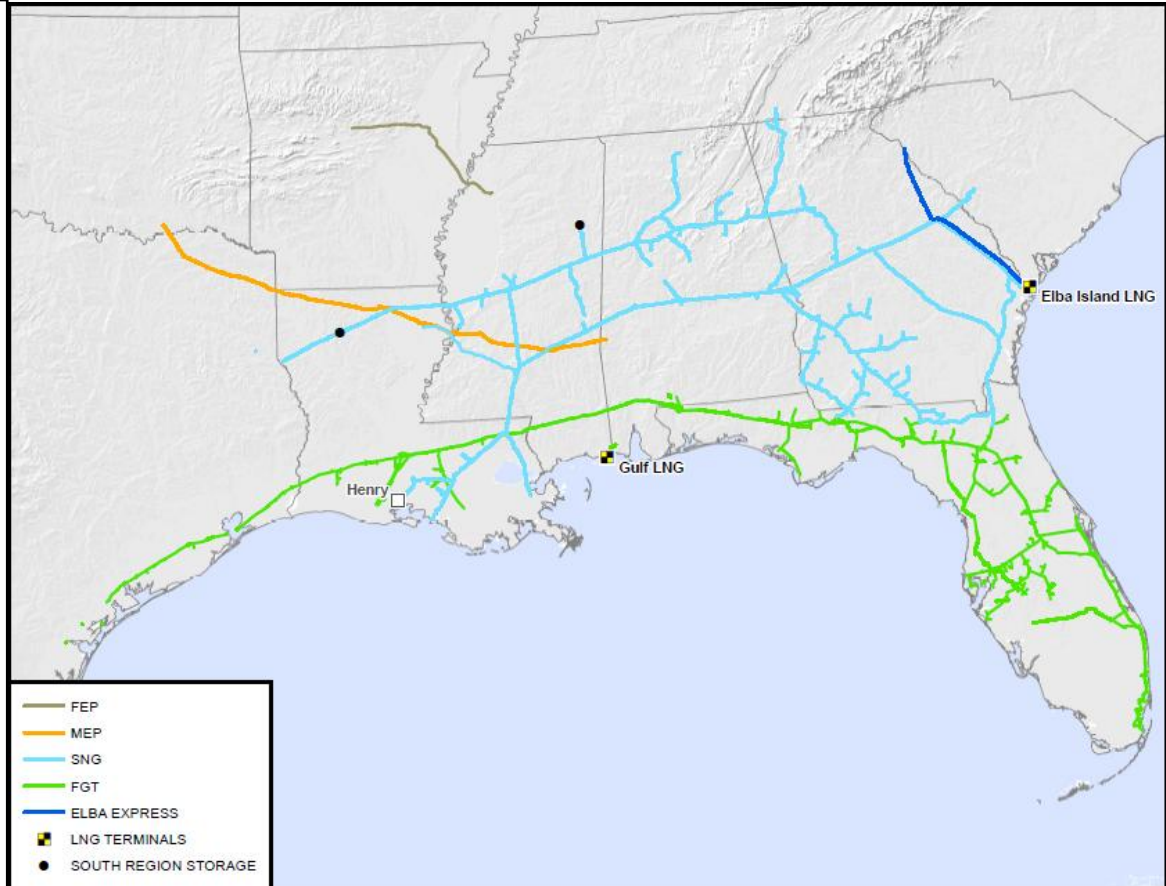 Elba Island LNG
Gulf LNG
Henry
FEP
MEP
SNG
FGT
ELBA EXPRESS
LNG TERMINALS
SOUTH REGION STORAGE